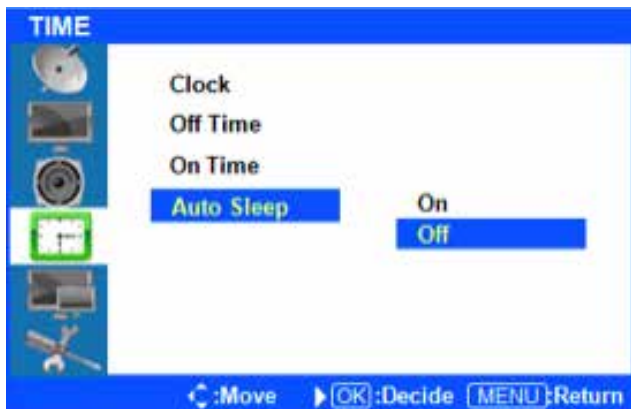 TIME
Clock
Off Time
On Time
Auto Sleep On
Off
:Move OK:Decide MENU:Return